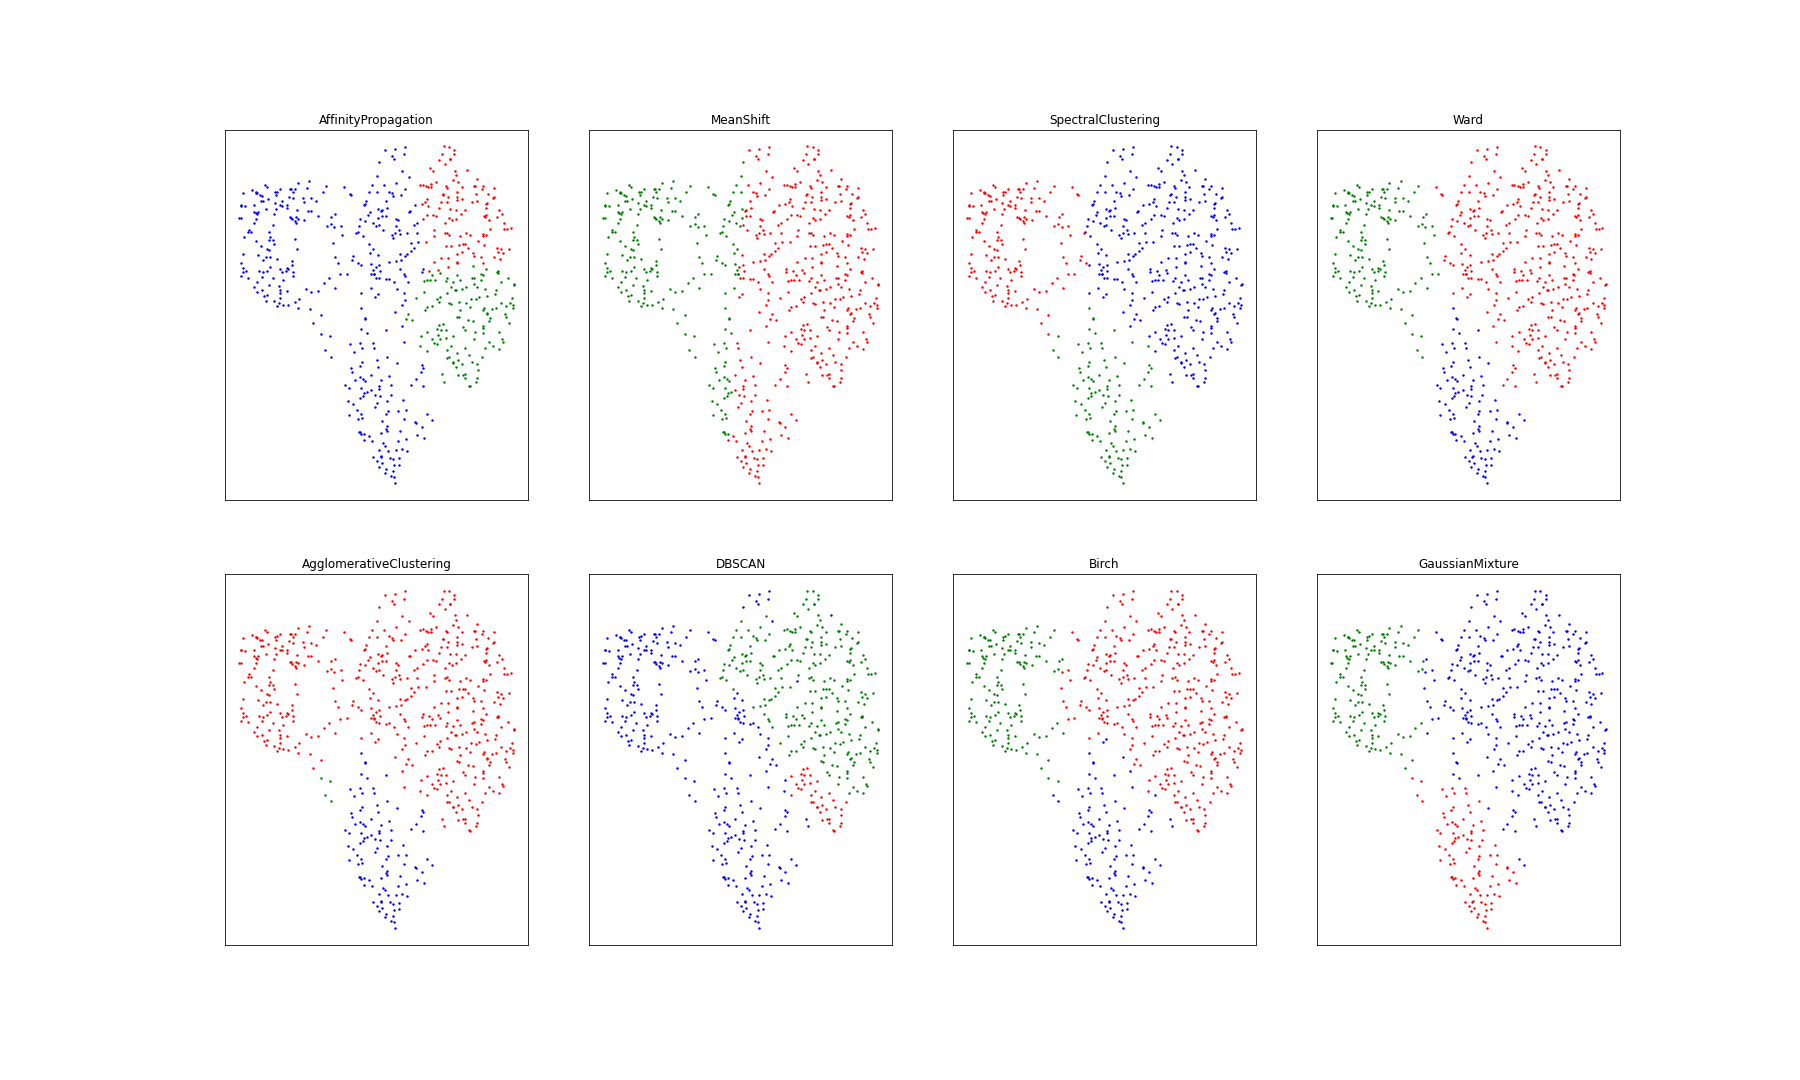 AffinityPropagation
MeanShift
SpectralClustering
Ward
AgglomerativeClustering
DBSCAN
Birch
GaussianMixture